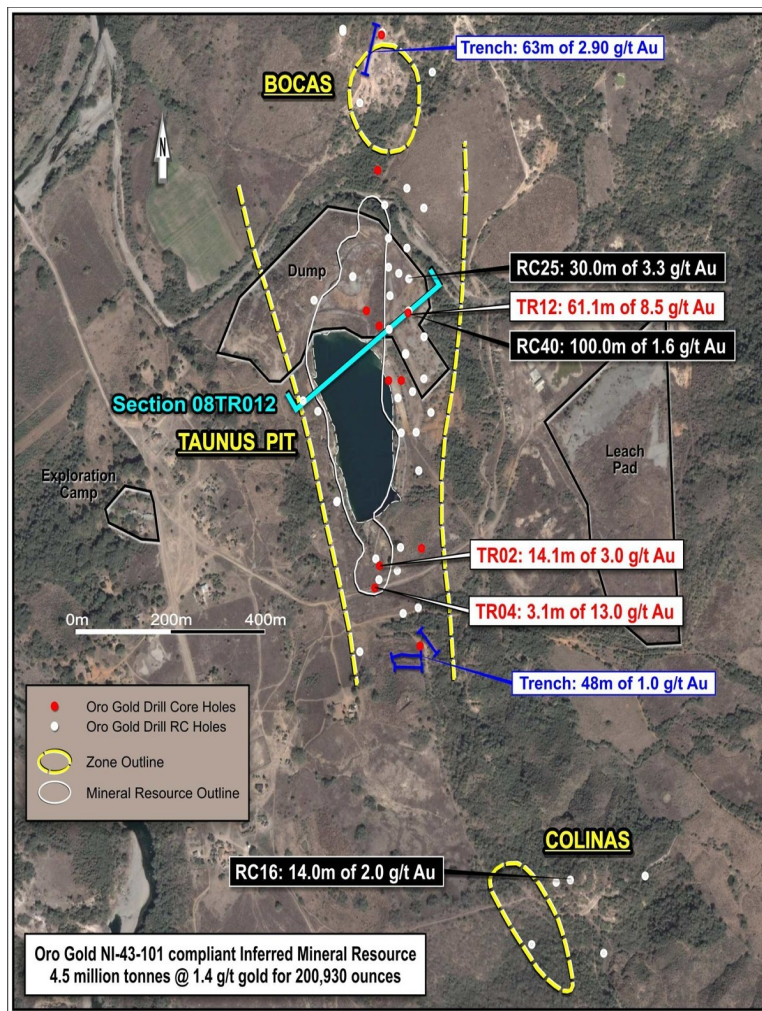 Trench: 63m of 2.90 g/t Au
BOCAS
N
Dump
RC25: 30.0m of 3.3 g/t Au
TR12: 61.1m of 8.5 g/t Au
RC40: 100.0m of 1.6 g/t Au
Section 08TR012
TAUNUS PIT
Exploration
Camp
Leach
Pad
TR02: 14.1m of 3.0 g/t Au
TR04: 3.1m of 13.0 g/t Au
0m 200m 400m
Trench: 48m of 1.0 g/t Au
Oro Gold Drill Core Holes
Oro Gold Drill RC Holes
Zone Outline
Mineral Resource Outline
COLINAS
RC16: 14.0m of 2.0 g/t Au
Oro Gold NI-43-101 compliant Inferred Mineral Resource
4.5 million tonnes @ 1.4 g/t gold for 200,930 ounces